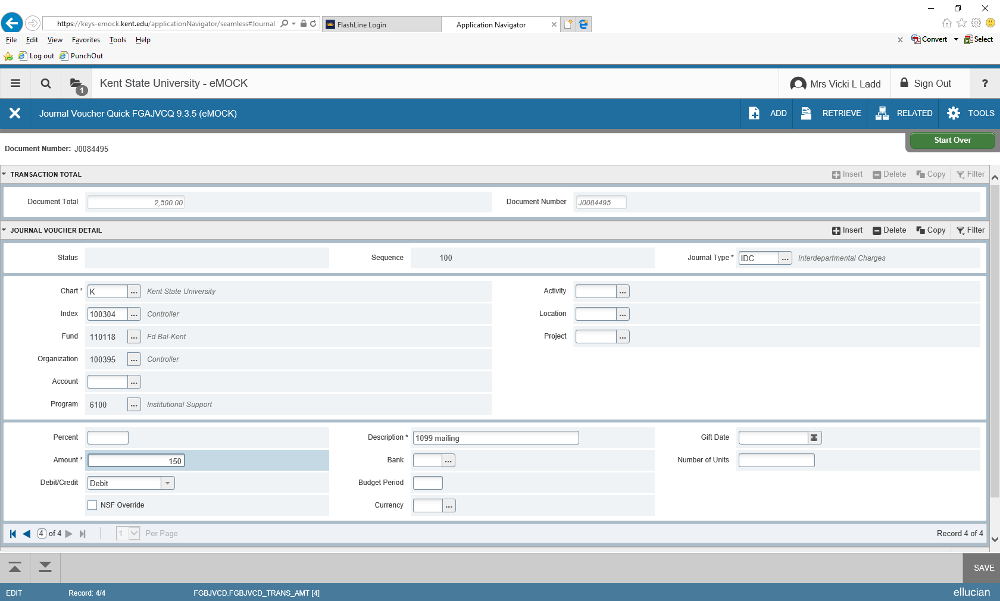 https://keys-emock.kent.edu/applicationNavigator/seamless#Journal
FlashLine Login
Application Navigator
File Edit View Favorites Tools Help
x Convert Select
Log out PunchOut
1
Kent State University - eMOCK
Mrs Vicki L Ladd
Sign Out
?
Journal Voucher Quick FGAJVCQ 9.3.5 (eMOCK)
ADD RETRIEVE RELATED TOOLS
Document Number: J0084495
Start Over
TRANSACTION TOTAL
Insert Delete Copy Filter
Document Total 2,500.00 Document Number J0084495
JOURNAL VOUCHER DETAIL
Insert Delete Copy Filter
Status Sequence 100 Journal Type * IDC ... Interdepartmental Charges
Chart * K ... Kent State University Activity ...
Index 100304 ... Controller Location ...
Fund 110118 ... Fd Bal-Kent Project ...
Organization 100395 ... Controller
Account ...
Program 6100 ... Institutional Support
Percent Description * 1099 mailing Gift Date
Amount * 150 Bank ... Number of Units
Debit/Credit Debit Budget Period
NSF Override Currency ...
4 of 4 1 Per Page Record 4 of 4
SAVE
EDIT Record: 4/4 FGBJVCD.FGBJVCD_TRANS_AMT [4] ellucian